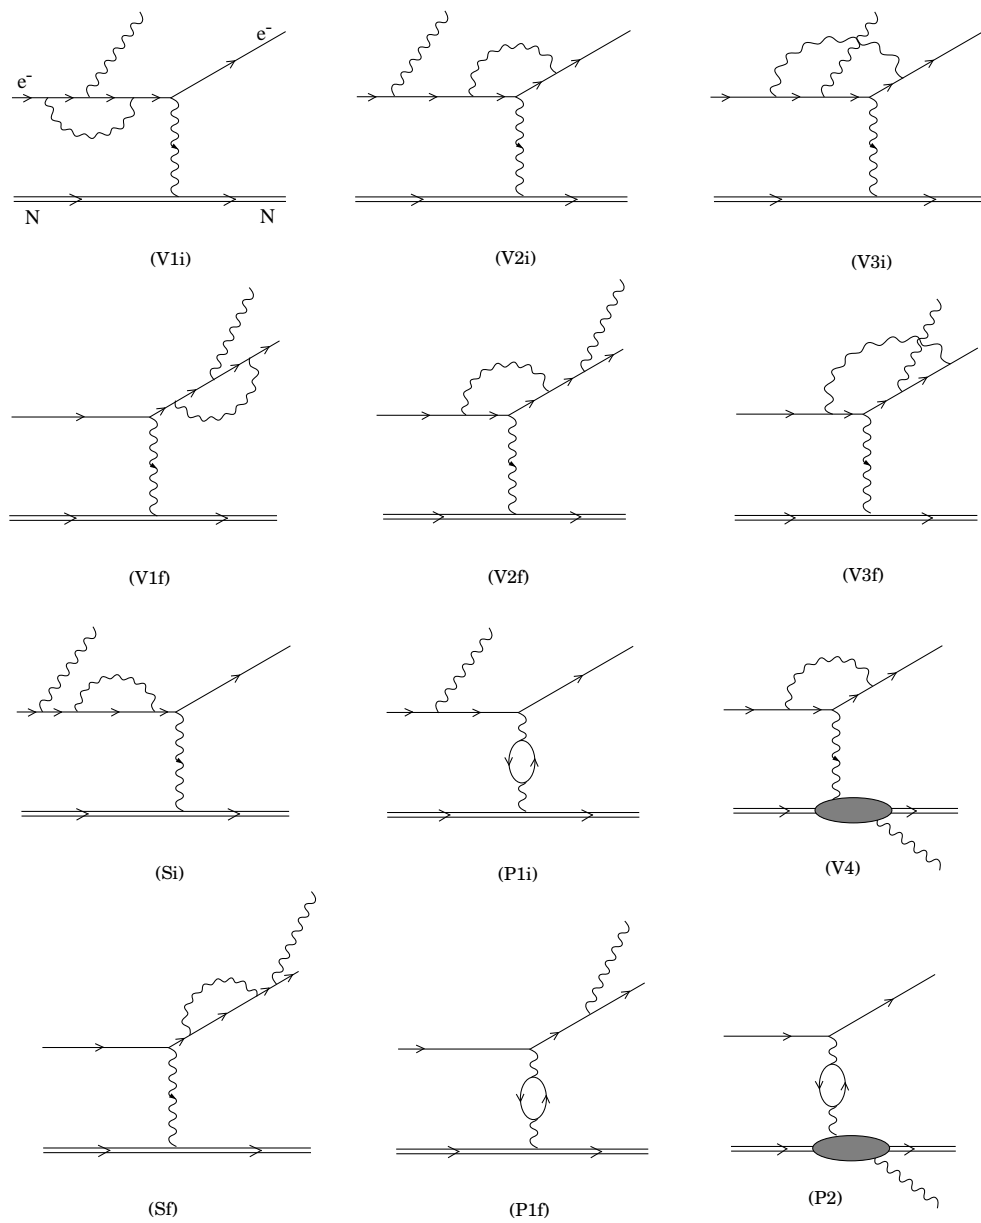 e⁻
e⁻
N N
(V1i) (V2i) (V3i)
(V1f) (V2f) (V3f)
(Si) (P1i) (V4)
(Sf) (P1f) (P2)